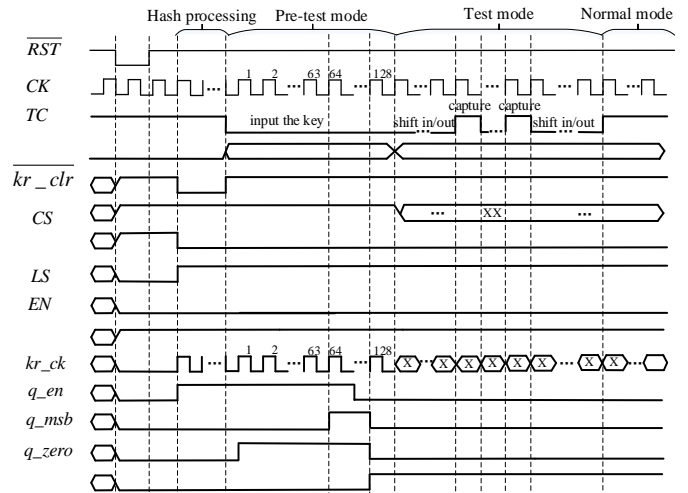 Hash processing Pre-test mode Test mode Normal mode
RST
CK 1 2 ... 63 64 128 ... ... ... ...
TC input the key shift in/out capture ... capture shift in/out
kr_clr
CS ... XX ...
LS
EN
kr_ck ... 1 2 ... 63 64 128 X ... X X X X X ... X X ...
q_en
q_msb
q_zero